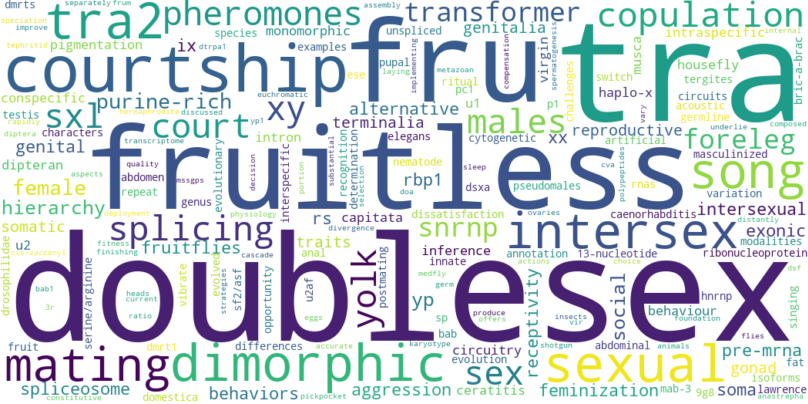 dmrts
separately
frum
assembly
tra2
pheromones
transformer
copulation
speciation
improve
species
monomorphic
unspliced
genitalia
intraspecific
internal
tephritid
pigmentation
ix
examples
fru
tra
musca
housefly
switch
tergites
bric-a-brac
dtrpa1
pupal
laying
implementing
metazoan
ritual
compensation
virgin
spermatogenesis
challenges
courtship
ese
pc1
haplo-x
circuits
conspecific
purine-rich
euchromatic
hermaphrodite
alternative
u1
p1
vary
acoustic
germline
composed
testis
sxl
xy
discussed
yp1
males
reproductive
underlie
rapidly
diptera
characters
court
intron
terminalia
elegans
cytogenetic
xx
artificial
foreleg
genital
transcriptome
fruitless
masculinized
dipteran
quality
abdomen
mssgps
decision
portion
substantial
recognition
determination
selection
nematode
sleep
cva
polypeptides
rnas
aspects
repeat
genus
evolutionary
interspecific
doa
rbp1
dsxa
pseudomales
variation
song
female
deployment
physiology
rs
capitata
dissatisfaction
ovaries
caenorhabditis
intersexual
hierarchy
divergence
snrnp
distantly
somatic
splicing
traits
intersex
exonic
modalities
u2
fitness
cascade
fruitflies
anal
inference
annotation
13-nucleotide
ribonucleoprotein
drosophilidae
cis-vaccenyl
finishing
evolved
strategies
innate
actions
choice
dsf
doublesex
serine/arginine
vibrate
sf2/asf
opportunity
u2af
postmating
medfly
germ
yolk
yp
receptivity
social
hnrnp
singing
bab1
heads
current
3r
ratio
eggs
sp
produce
offers
insects
vir
behaviour
foundation
bab
karyotype
circuitry
shotgun
abdominal
animals
flies
fruit
dmrt1
differences
accurate
evolution
pre-mrna
fat
mating
dimorphic
sexual
sex
gonad
isoforms
spliceosome
domestica
behaviors
pickpocket
aggression
ceratitis
feminization
mab-3
9g8
soma
lawrence
constitutive
anastrepha